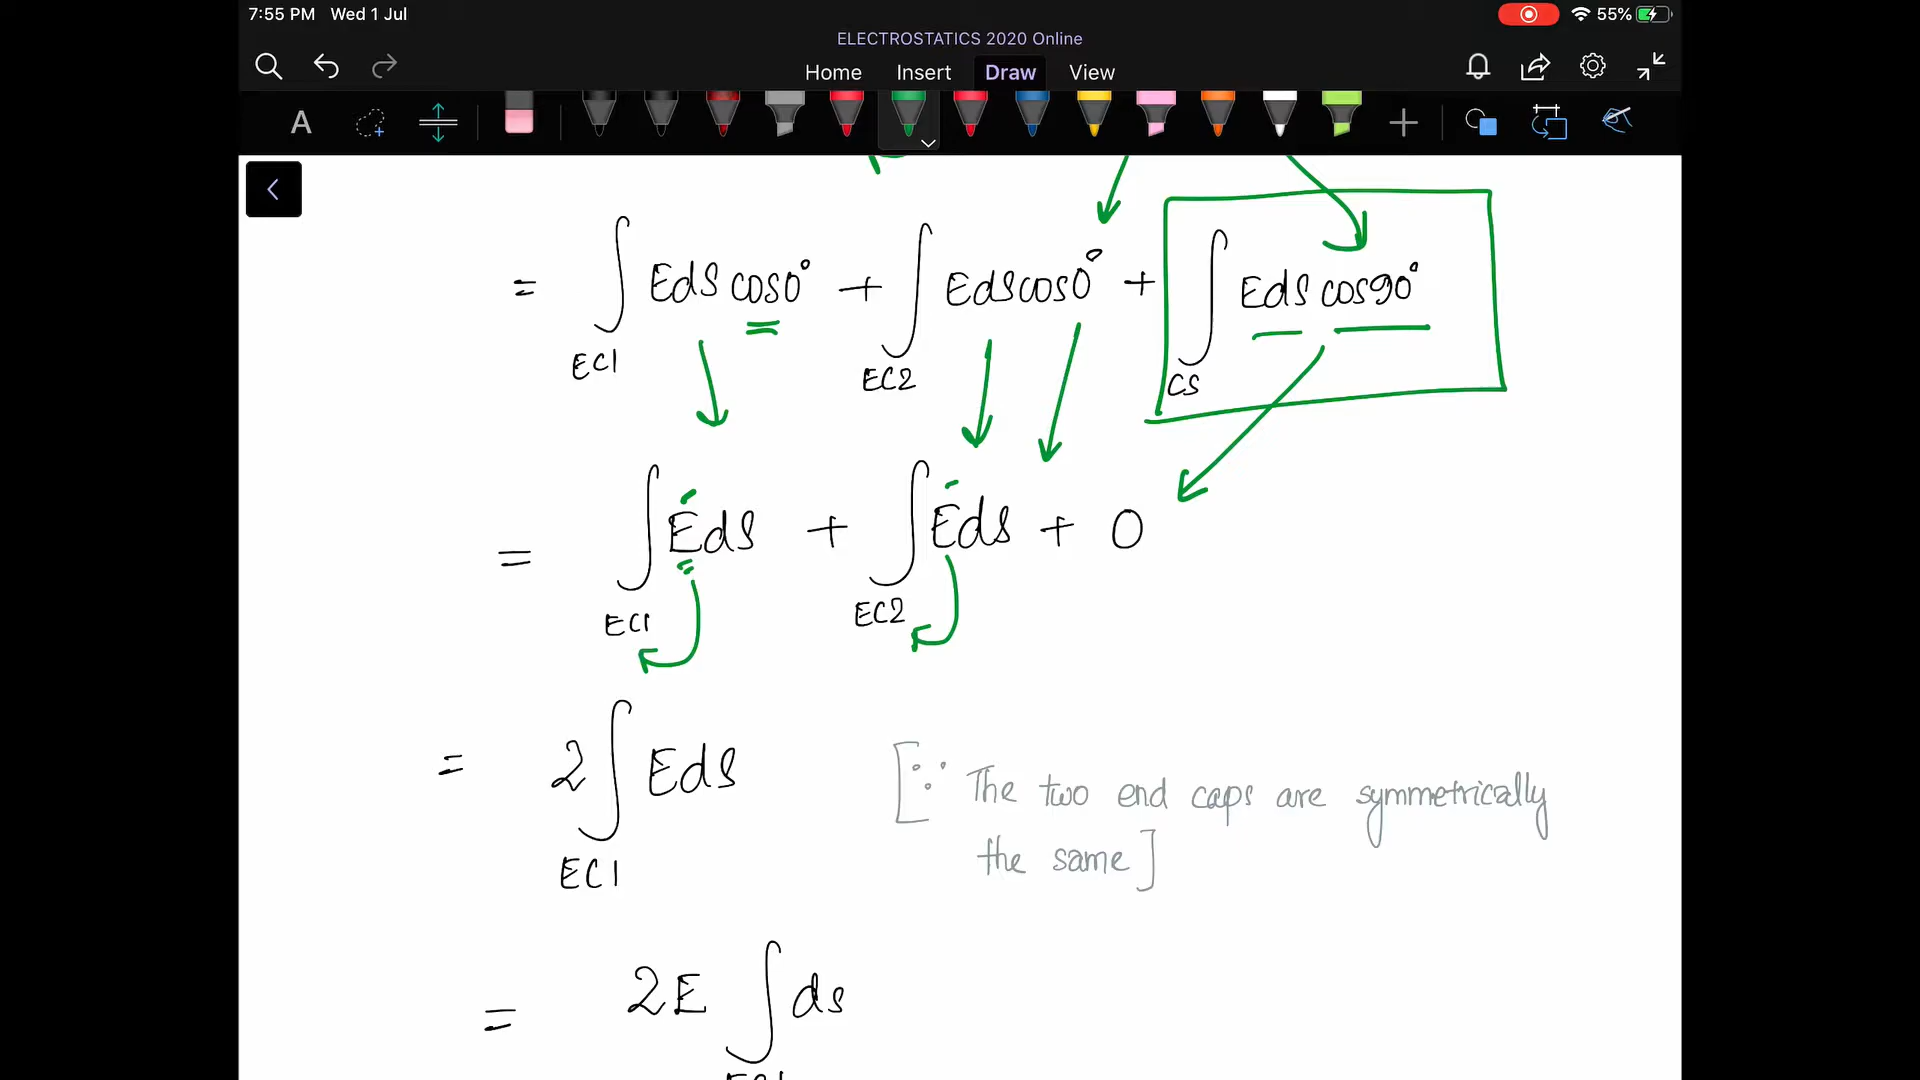 7:55 PM Wed 1 Jul
55%
ELECTROSTATICS 2020 Online
Home Insert Draw View
A
= ∫ EdS cos0° + ∫ EdS cos0° + ∫ EdS cos90°
EC1 EC2 CS
= ∫ EdS + ∫ EdS + 0
EC1 EC2
= 2 ∫ EdS [∵ The two end caps are symmetrically
the same]
EC1
= 2E ∫ ds